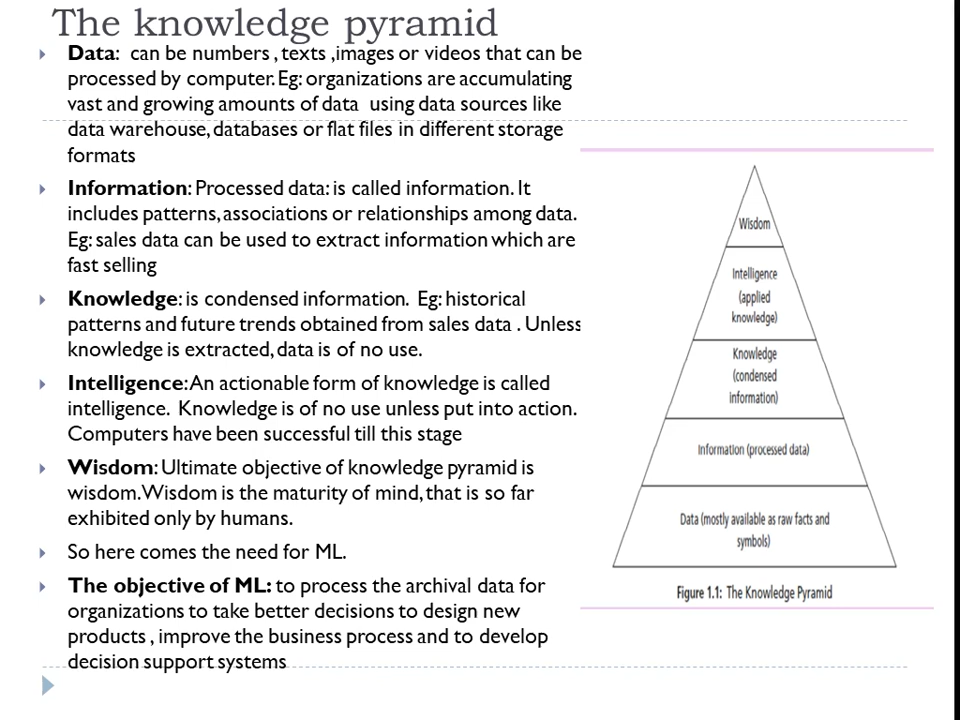 The knowledge pyramid
Data: can be numbers , texts ,images or videos that can be
processed by computer. Eg: organizations are accumulating
vast and growing amounts of data using data sources like
data warehouse, databases or flat files in different storage
formats
Information: Processed data: is called information. It
includes patterns, associations or relationships among data.
Eg: sales data can be used to extract information which are
fast selling
Knowledge: is condensed information. Eg: historical
patterns and future trends obtained from sales data . Unless
knowledge is extracted, data is of no use.
Intelligence: An actionable form of knowledge is called
intelligence. Knowledge is of no use unless put into action.
Computers have been successful till this stage
Wisdom: Ultimate objective of knowledge pyramid is
wisdom. Wisdom is the maturity of mind, that is so far
exhibited only by humans.
So here comes the need for ML.
The objective of ML: to process the archival data for
organizations to take better decisions to design new
products , improve the business process and to develop
decision support systems
Wisdom
Intelligence
(applied
knowledge)
Knowledge
(condensed
information)
Information (processed data)
Data (mostly available as raw facts and
symbols)
Figure 1.1: The Knowledge Pyramid